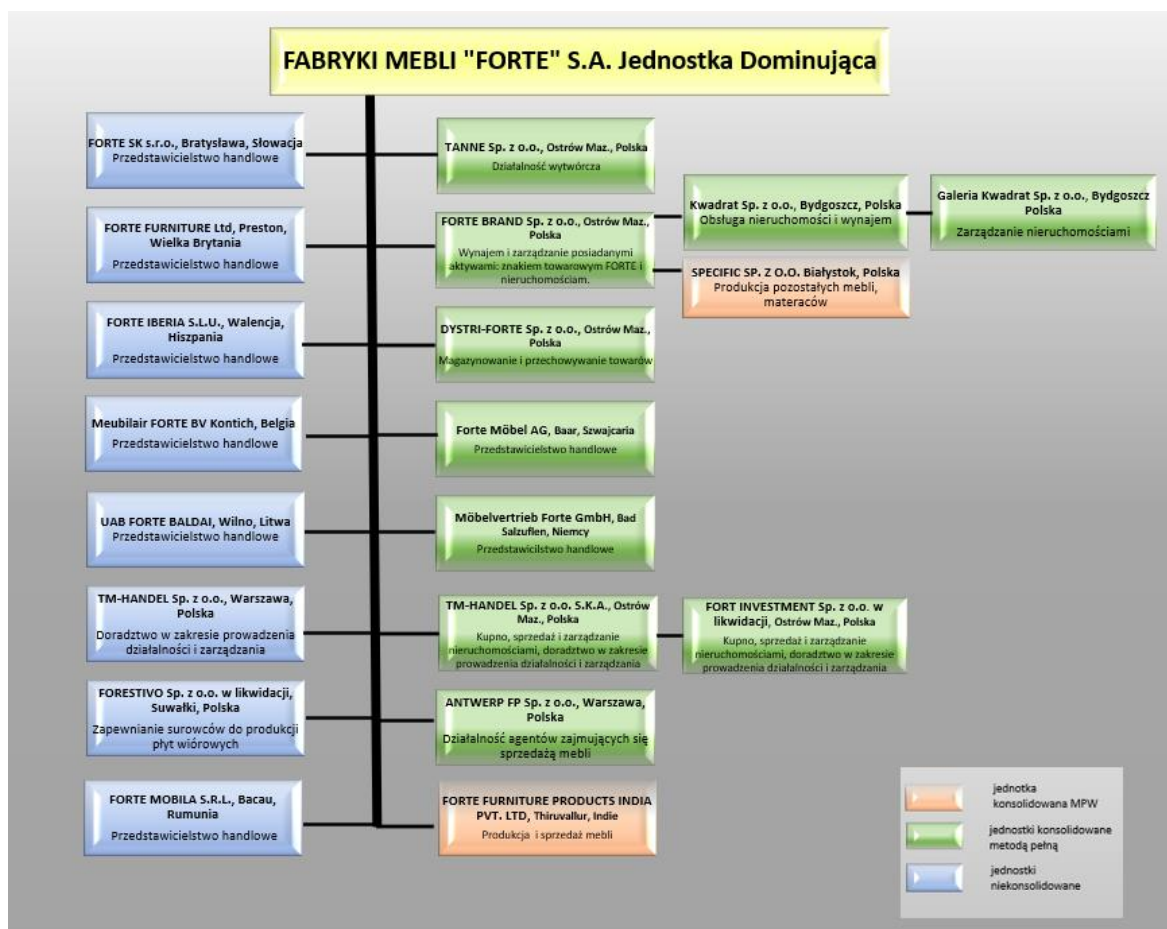 FABRYKI MEBLI "FORTE" S.A. Jednostka Dominująca
FORTE SK s.r.o., Bratysława, Słowacja
Przedstawicielstwo handlowe
TANNE Sp. z o.o., Ostrów Maz., Polska
Działalność wytwórcza
Kwadrat Sp. z o.o., Bydgoszcz, Polska
Obsługa nieruchomości i wynajem
Galeria Kwadrat Sp. z o.o., Bydgoszcz
Polska
Zarządzanie nieruchomościami
FORTE FURNITURE Ltd, Preston,
Wielka Brytania
Przedstawicielstwo handlowe
FORTE BRAND Sp. z o.o., Ostrów Maz.,
Polska
Wynajem i zarządzanie posiadanymi
aktywami: znakiem towarowym FORTE i
nieruchomościam.
SPECIFIC SP. Z O.O. Białystok, Polska
Produkcja pozostałych mebli,
materaców
FORTE IBERIA S.L.U., Walencja,
Hiszpania
Przedstawicielstwo handlowe
DYSTRI-FORTE Sp. z o.o., Ostrów Maz.,
Polska
Magazynowanie i przechowywanie towarów
Meubilair FORTE BV Kontich, Belgia
Przedstawicielstwo handlowe
Forte Möbel AG, Baar, Szwajcaria
Przedstawicielstwo handlowe
UAB FORTE BALDAI, Wilno, Litwa
Przedstawicielstwo handlowe
Möbelvertrieb Forte GmbH, Bad
Salzuflen, Niemcy
Przedstawicilstwo handlowe
TM-HANDEL Sp. z o.o., Warszawa,
Polska
Doradztwo w zakresie prowadzenia
działalności i zarządzania
TM-HANDEL Sp. z o.o. S.K.A., Ostrów
Maz., Polska
Kupno, sprzedaż i zarządzanie
nieruchomościami, doradztwo w zakresie
prowadzenia działalności i zarządzania
FORT INVESTMENT Sp. z o.o. w
likwidacji, Ostrów Maz., Polska
Kupno, sprzedaż i zarządzanie
nieruchomościami, doradztwo w zakresie
prowadzenia działalności i zarządzania
FORESTIVO Sp. z o.o. w likwidacji,
Suwałki, Polska
Zapewnianie surowców do produkcji
płyt wiórowych
ANTWERP FP Sp. z o.o., Warszawa,
Polska
Działalność agentów zajmujących się
sprzedażą mebli
FORTE MOBILA S.R.L., Bacau,
Rumunia
Przedstawicielstwo handlowe
FORTE FURNITURE PRODUCTS INDIA
PVT. LTD, Thiruvallur, Indie
Produkcja i sprzedaż mebli
jednotka
konsolidowana MPW
jednostki konsolidowane
metodą pełną
jednostki
niekonsolidowane